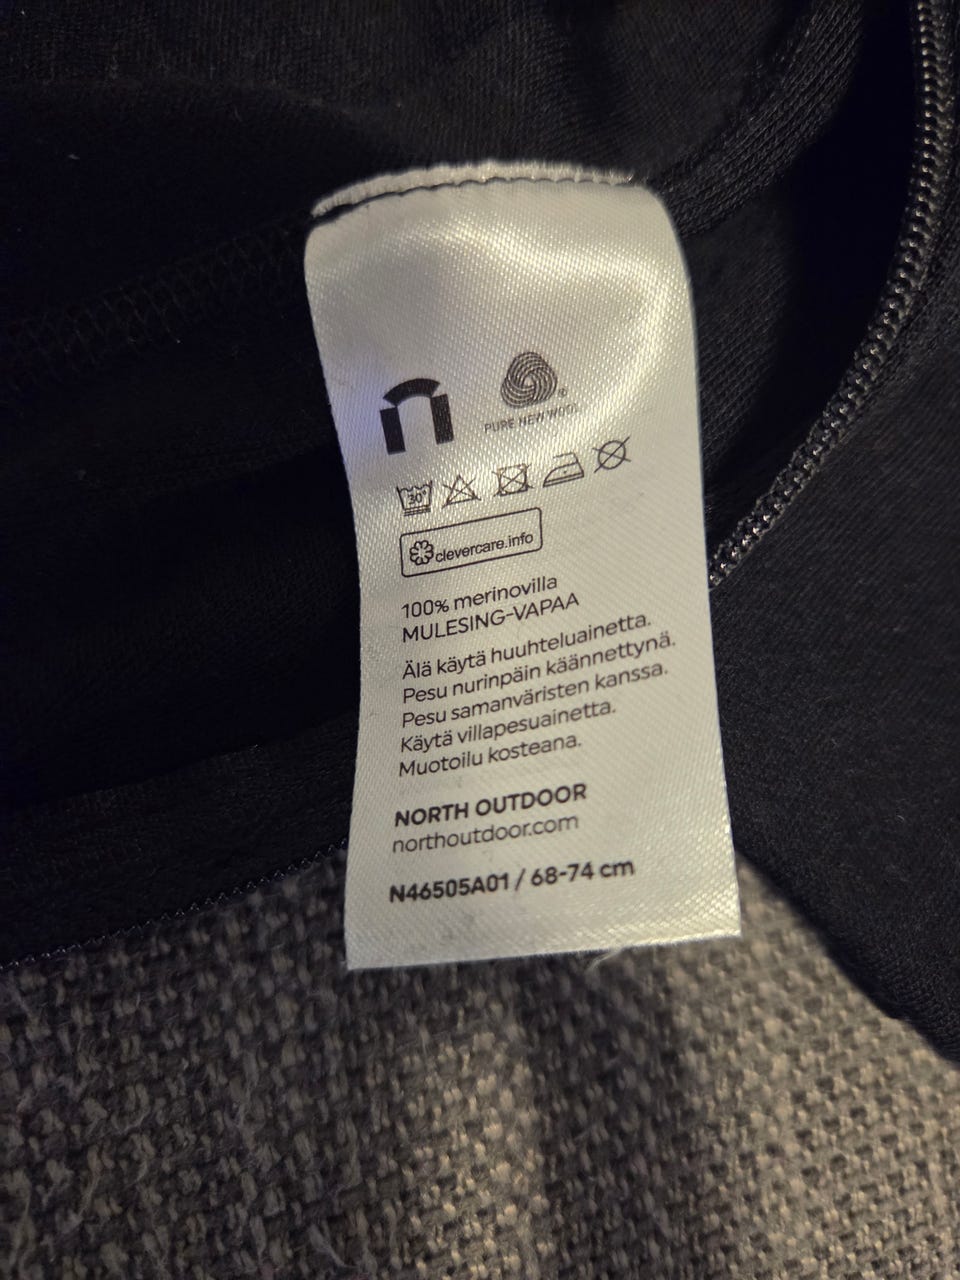 PURE NEW WOOL
30°
clevercare.info
100% merinovilla
MULESING-VAPAA
Älä käytä huuhteluainetta.
Pesu nurinpäin käännettynä.
Pesu samanväristen kanssa.
Käytä villapesuainetta.
Muotoilu kosteana.
NORTH OUTDOOR
northoutdoor.com
N46505A01 / 68-74 cm